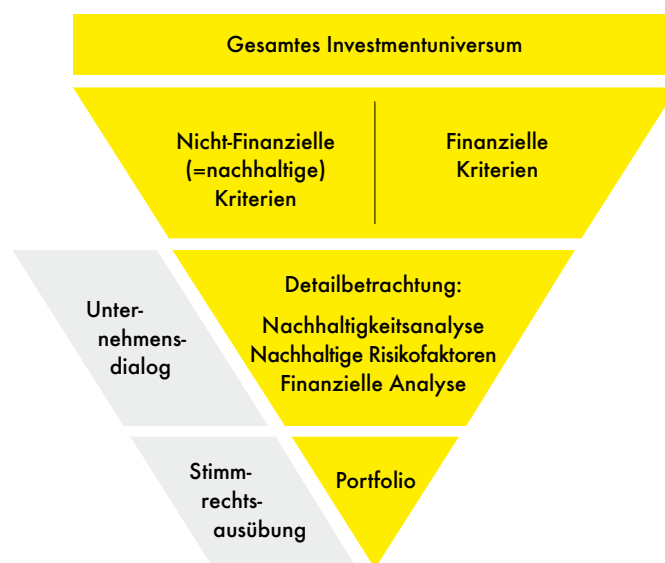 Gesamtes Investmentuniversum
Nicht-Finanzielle
(=nachhaltige)
Kriterien
Finanzielle
Kriterien
Detailbetrachtung:
Nachhaltigkeitsanalyse
Nachhaltige Risikofaktoren
Finanzielle Analyse
Unter-
nehmens-
dialog
Stimm-
rechts-
ausübung
Portfolio